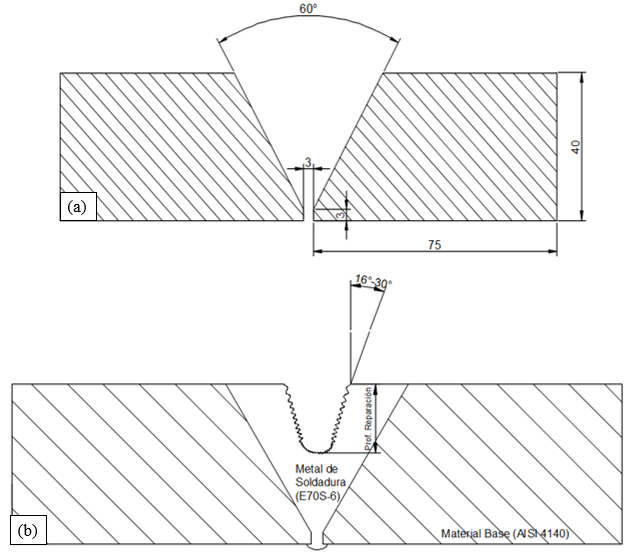 60°
3
3
40
(a)
75
16°-30°
Prof. Reparación
Metal de
Soldadura
(E70S-6)
Material Base (AISI 4140)
(b)